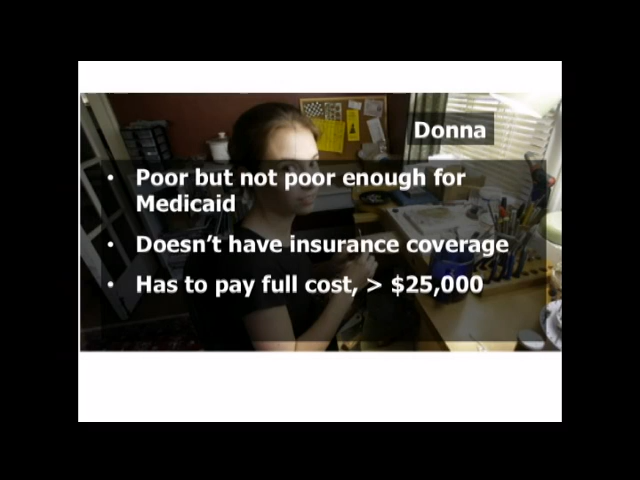 Donna
• Poor but not poor enough for
Medicaid
• Doesn't have insurance coverage
• Has to pay full cost, > $25,000